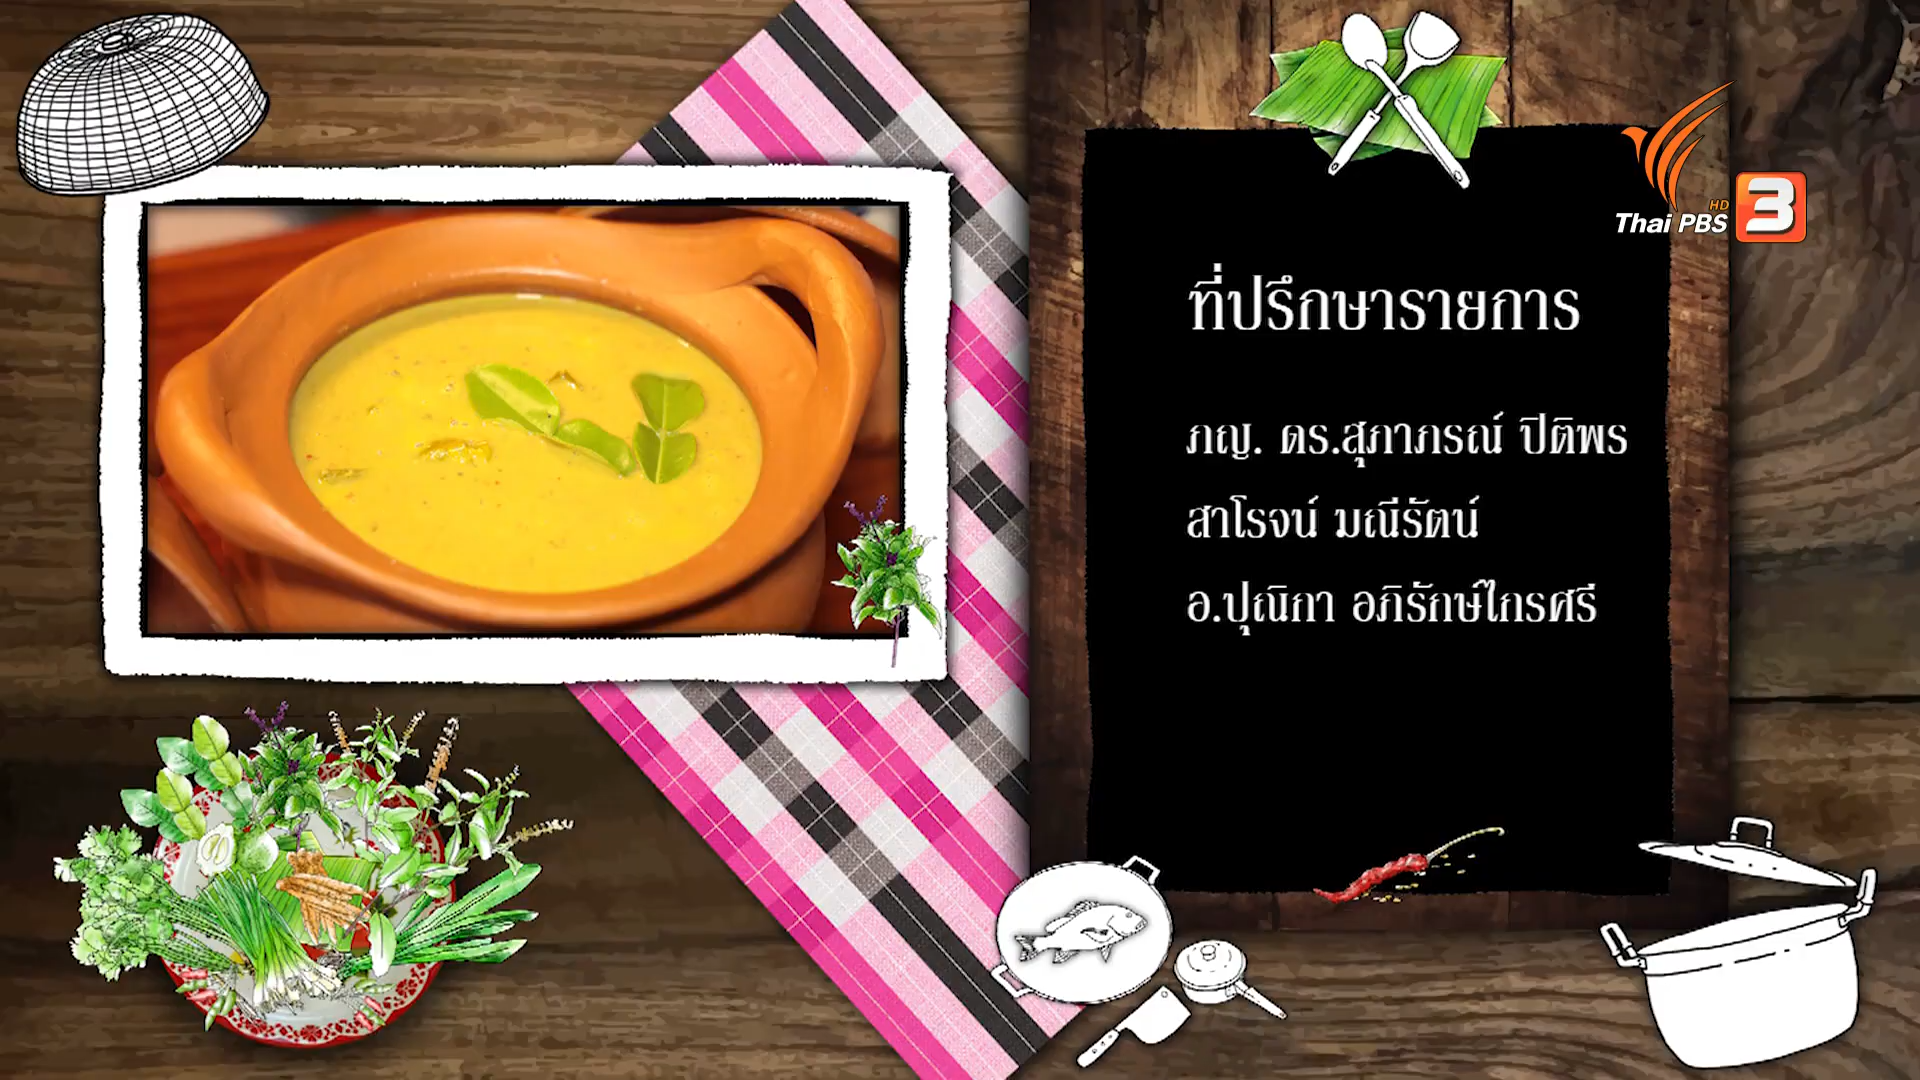 ที่ปรึกษารายการ
ภญ. ดร.สุภาภรณ์ ปิติพร
สาโรจน์ มณีรัตน์
อ.ปุณิกา อภิรักษ์ไกรศรี
HD
Thai PBS 3